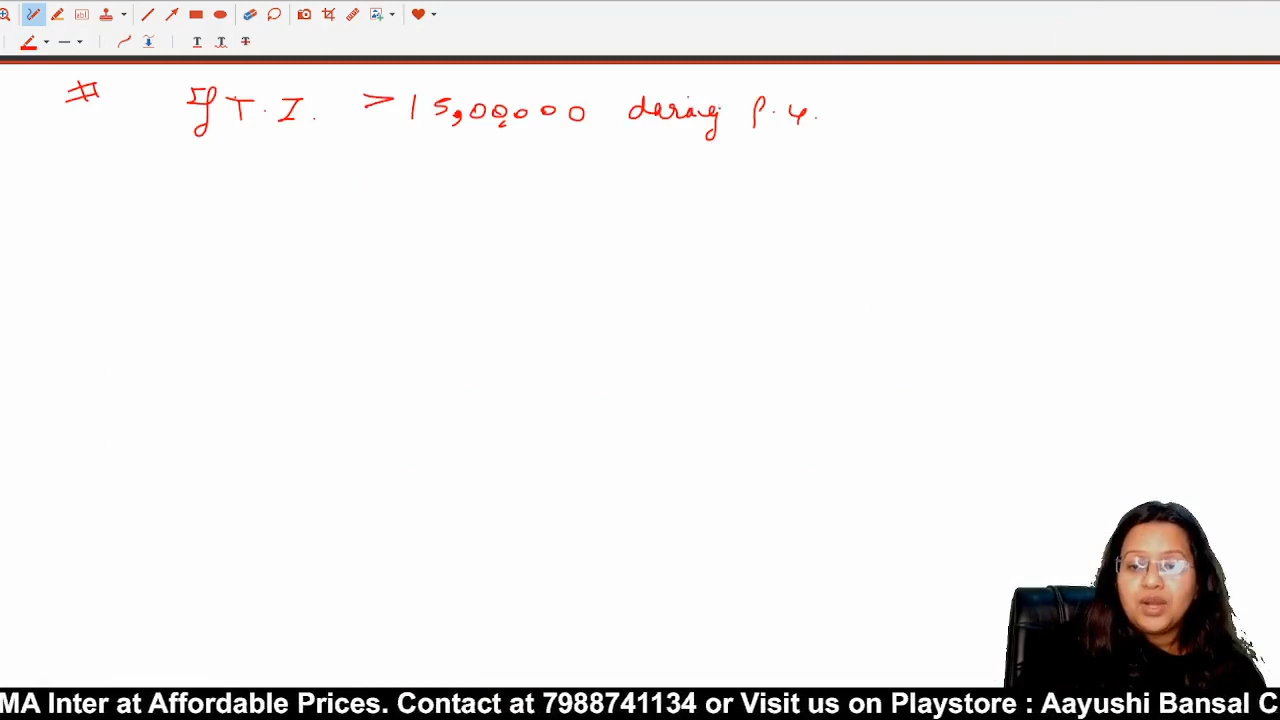 # If T.I. > 15,00,000 during P.Y.
MA Inter at Affordable Prices. Contact at 7988741134 or Visit us on Playstore : Aayushi Bansal C